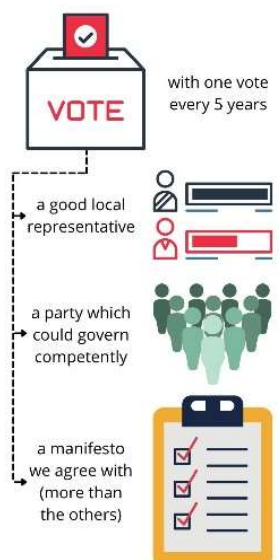 VOTE
with one vote
every 5 years
a good local
representative
a party which
could govern
competently
a manifesto
we agree with
(more than
the others)